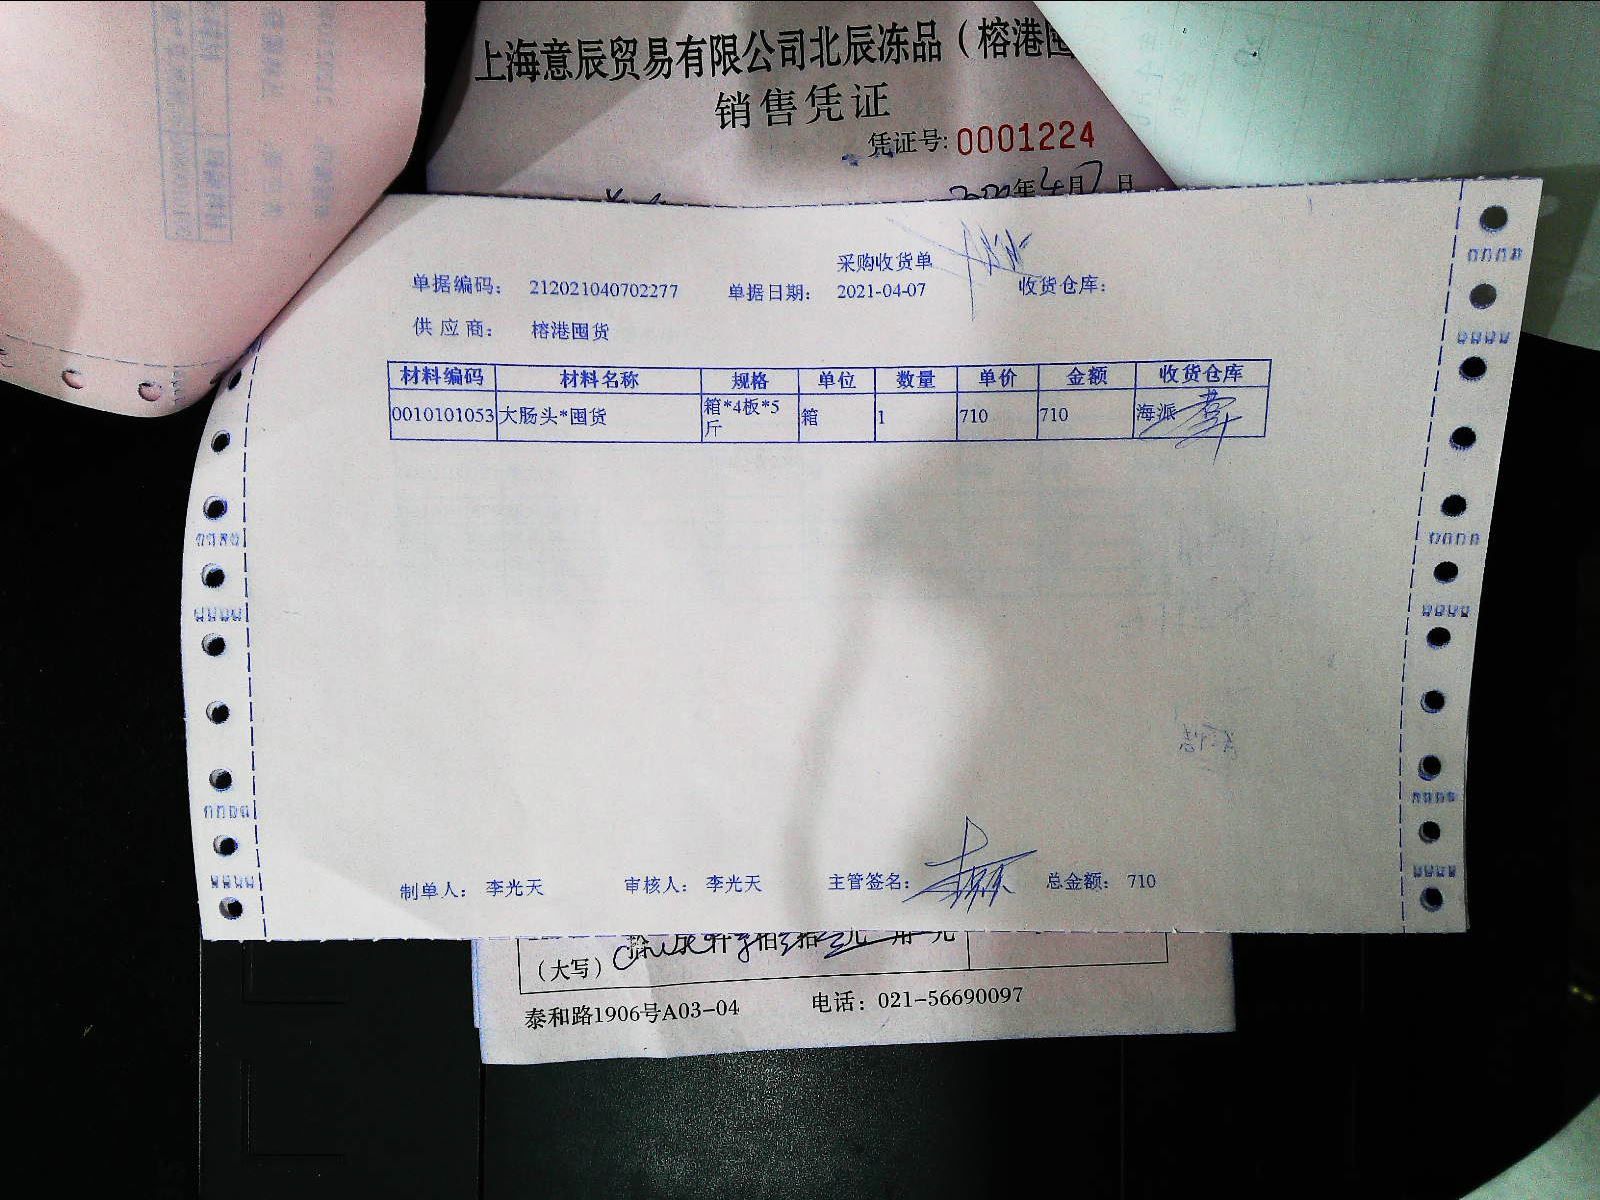 上海意辰贸易有限公司北辰冻品（榕港囤
销售凭证
凭证号: 0001224
年4月7日
采购收货单
单据编码： 212021040702277 单据日期： 2021-04-07 收货仓库：
供应商： 榕港囤货
材料编码 材料名称 规格 单位 数量 单价 金额 收货仓库
0010101053 大肠头*囤货 箱*4板*5斤 箱 1 710 710 海派
制单人： 李光天 审核人： 李光天 主管签名： 总金额： 710
（大写）
泰和路1906号A03-04 电话：021-56690097